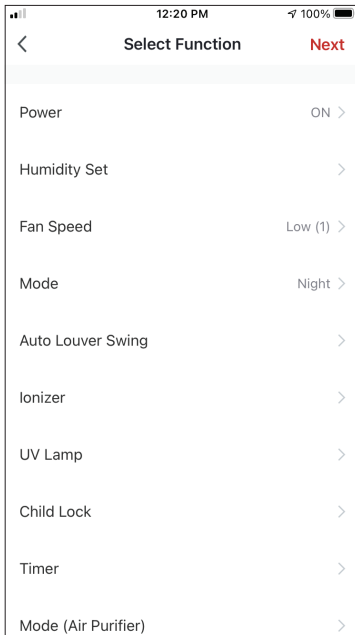 12:20 PM 100%
Select Function Next
Power ON
Humidity Set
Fan Speed Low (1)
Mode Night
Auto Louver Swing
Ionizer
UV Lamp
Child Lock
Timer
Mode (Air Purifier)